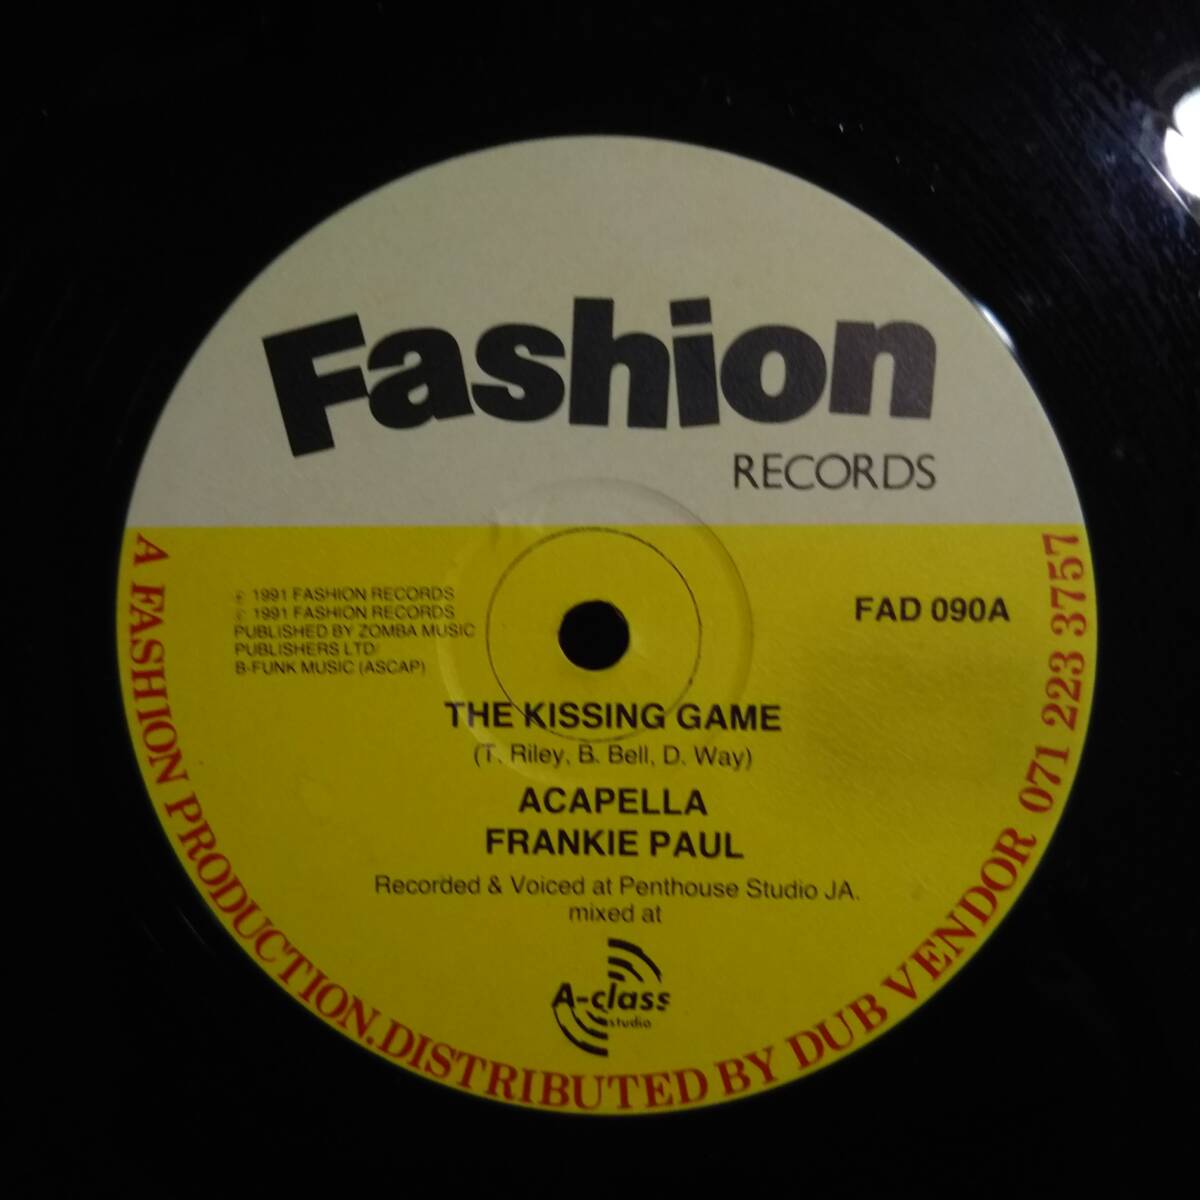 Fashion
RECORDS
℗ 1991 FASHION RECORDS
© 1991 FASHION RECORDS
PUBLISHED BY ZOMBA MUSIC
PUBLISHERS LTD/
B-FUNK MUSIC (ASCAP)
FAD 090A
THE KISSING GAME
(T. Riley, B. Bell, D. Way)
ACAPELLA
FRANKIE PAUL
Recorded & Voiced at Penthouse Studio JA.
mixed at
A-class
studio
A FASHION PRODUCTION.DISTRIBUTED BY DUB VENDOR 071 223 3757